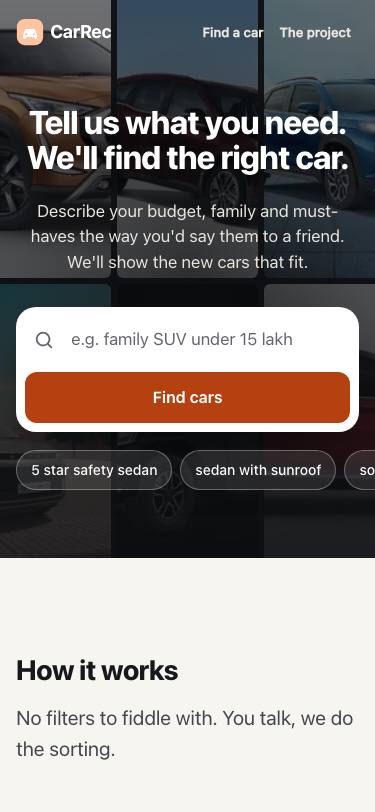 CarRec
Find a car
The project
Tell us what you need.
We'll find the right car.
Describe your budget, family and must-
haves the way you'd say them to a friend.
We'll show the new cars that fit.
e.g. family SUV under 15 lakh
Find cars
5 star safety sedan
sedan with sunroof
so
How it works
No filters to fiddle with. You talk, we do
the sorting.